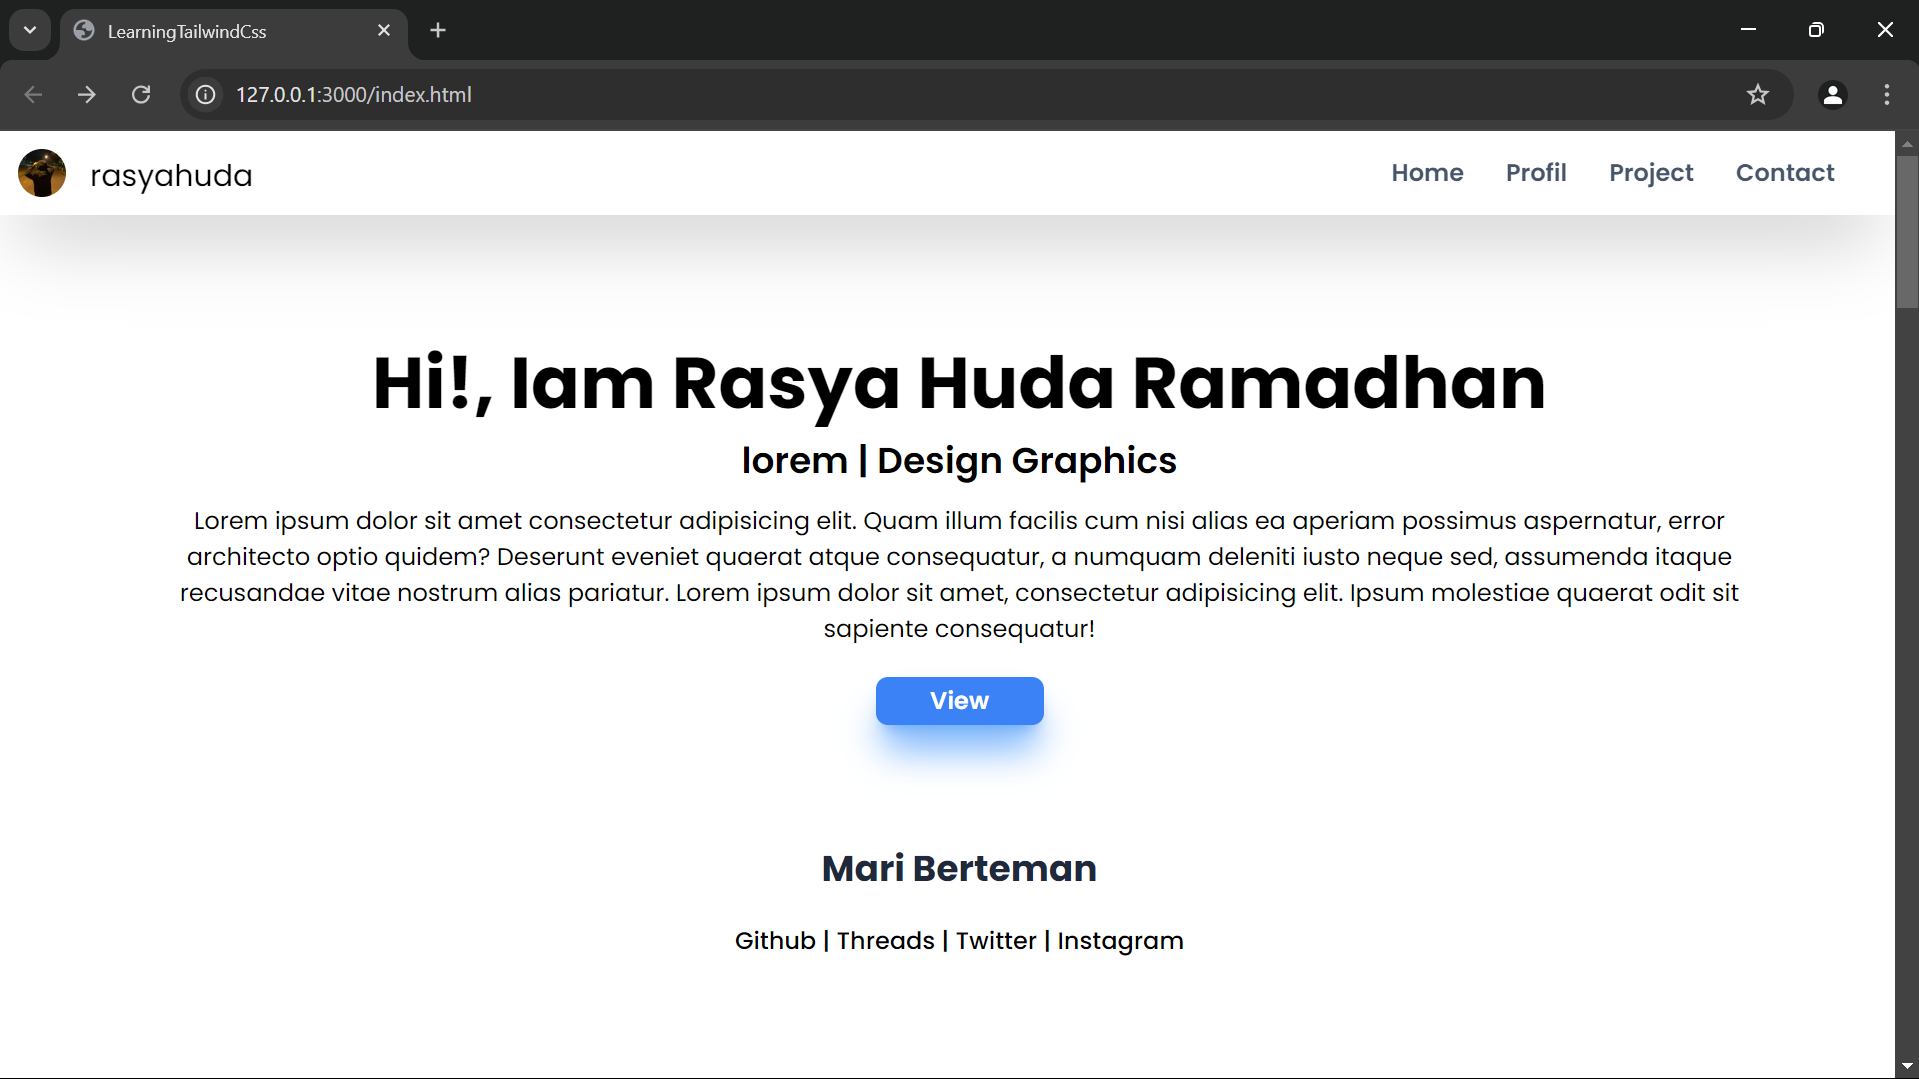 LearningTailwindCss
127.0.0.1:3000/index.html
rasyahuda
Home Profil Project Contact
Hi!, Iam Rasya Huda Ramadhan
lorem | Design Graphics
Lorem ipsum dolor sit amet consectetur adipisicing elit. Quam illum facilis cum nisi alias ea aperiam possimus aspernatur, error
architecto optio quidem? Deserunt eveniet quaerat atque consequatur, a numquam deleniti iusto neque sed, assumenda itaque
recusandae vitae nostrum alias pariatur. Lorem ipsum dolor sit amet, consectetur adipisicing elit. Ipsum molestiae quaerat odit sit
sapiente consequatur!
View
Mari Berteman
Github | Threads | Twitter | Instagram